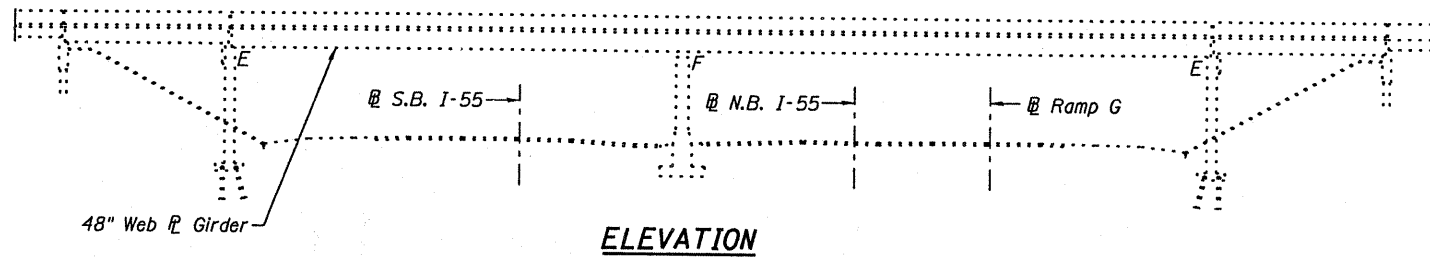 E
F
E
℄ S.B. I-55
℄ N.B. I-55
℄ Ramp G
48" Web ⅊ Girder
ELEVATION